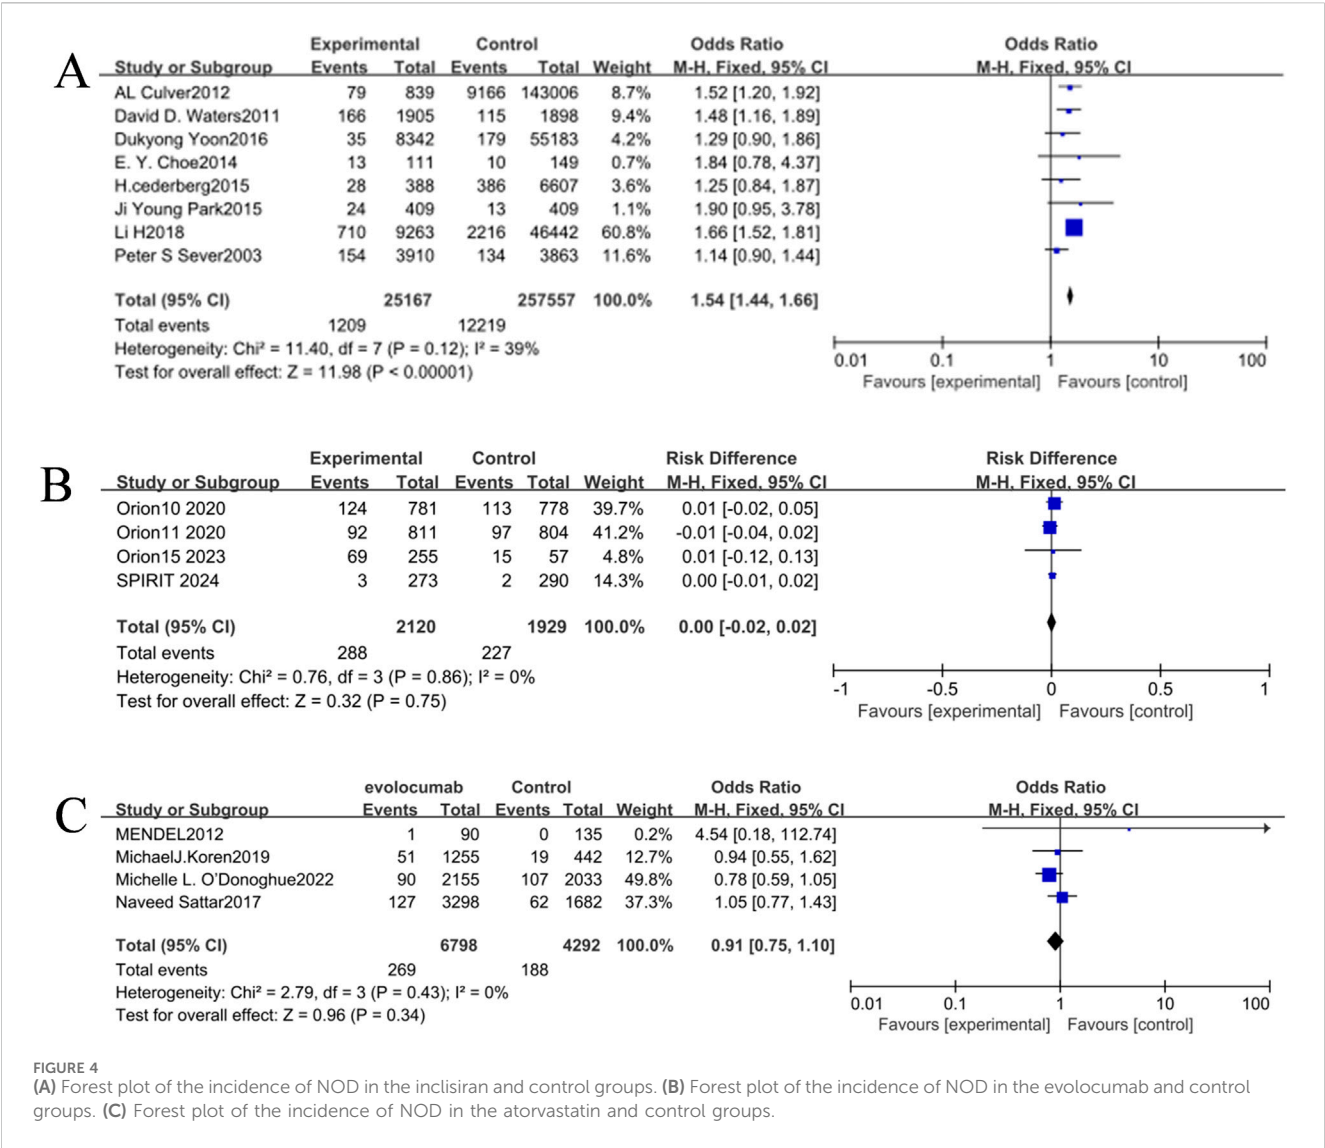 A
Experimental Control Odds Ratio Odds Ratio
Study or Subgroup Events Total Events Total Weight M-H, Fixed, 95% CI M-H, Fixed, 95% CI
AL Culver2012 79 839 9166 143006 8.7% 1.52 [1.20, 1.92]
David D. Waters2011 166 1905 115 1898 9.4% 1.48 [1.16, 1.89]
Dukyong Yoon2016 35 8342 179 55183 4.2% 1.29 [0.90, 1.86]
E. Y. Choe2014 13 111 10 149 0.7% 1.84 [0.78, 4.37]
H.cederberg2015 28 388 386 6607 3.6% 1.25 [0.84, 1.87]
Ji Young Park2015 24 409 13 409 1.1% 1.90 [0.95, 3.78]
Li H2018 710 9263 2216 46442 60.8% 1.66 [1.52, 1.81]
Peter S Sever2003 154 3910 134 3863 11.6% 1.14 [0.90, 1.44]
Total (95% CI) 25167 257557 100.0% 1.54 [1.44, 1.66]
Total events 1209 12219
Heterogeneity: Chi² = 11.40, df = 7 (P = 0.12); I² = 39%
Test for overall effect: Z = 11.98 (P < 0.00001)
0.01 0.1 1 10 100
Favours [experimental] Favours [control]
B
Experimental Control Risk Difference Risk Difference
Study or Subgroup Events Total Events Total Weight M-H, Fixed, 95% CI M-H, Fixed, 95% CI
Orion10 2020 124 781 113 778 39.7% 0.01 [-0.02, 0.05]
Orion11 2020 92 811 97 804 41.2% -0.01 [-0.04, 0.02]
Orion15 2023 69 255 15 57 4.8% 0.01 [-0.12, 0.13]
SPIRIT 2024 3 273 2 290 14.3% 0.00 [-0.01, 0.02]
Total (95% CI) 2120 1929 100.0% 0.00 [-0.02, 0.02]
Total events 288 227
Heterogeneity: Chi² = 0.76, df = 3 (P = 0.86); I² = 0%
Test for overall effect: Z = 0.32 (P = 0.75)
-1 -0.5 0 0.5 1
Favours [experimental] Favours [control]
C
evolocumab Control Odds Ratio Odds Ratio
Study or Subgroup Events Total Events Total Weight M-H, Fixed, 95% CI M-H, Fixed, 95% CI
MENDEL2012 1 90 0 135 0.2% 4.54 [0.18, 112.74]
MichaelJ.Koren2019 51 1255 19 442 12.7% 0.94 [0.55, 1.62]
Michelle L. O'Donoghue2022 90 2155 107 2033 49.8% 0.78 [0.59, 1.05]
Naveed Sattar2017 127 3298 62 1682 37.3% 1.05 [0.77, 1.43]
Total (95% CI) 6798 4292 100.0% 0.91 [0.75, 1.10]
Total events 269 188
Heterogeneity: Chi² = 2.79, df = 3 (P = 0.43); I² = 0%
Test for overall effect: Z = 0.96 (P = 0.34)
0.01 0.1 1 10 100
Favours [experimental] Favours [control]
FIGURE 4
(A) Forest plot of the incidence of NOD in the inclisiran and control groups. (B) Forest plot of the incidence of NOD in the evolocumab and control
groups. (C) Forest plot of the incidence of NOD in the atorvastatin and control groups.